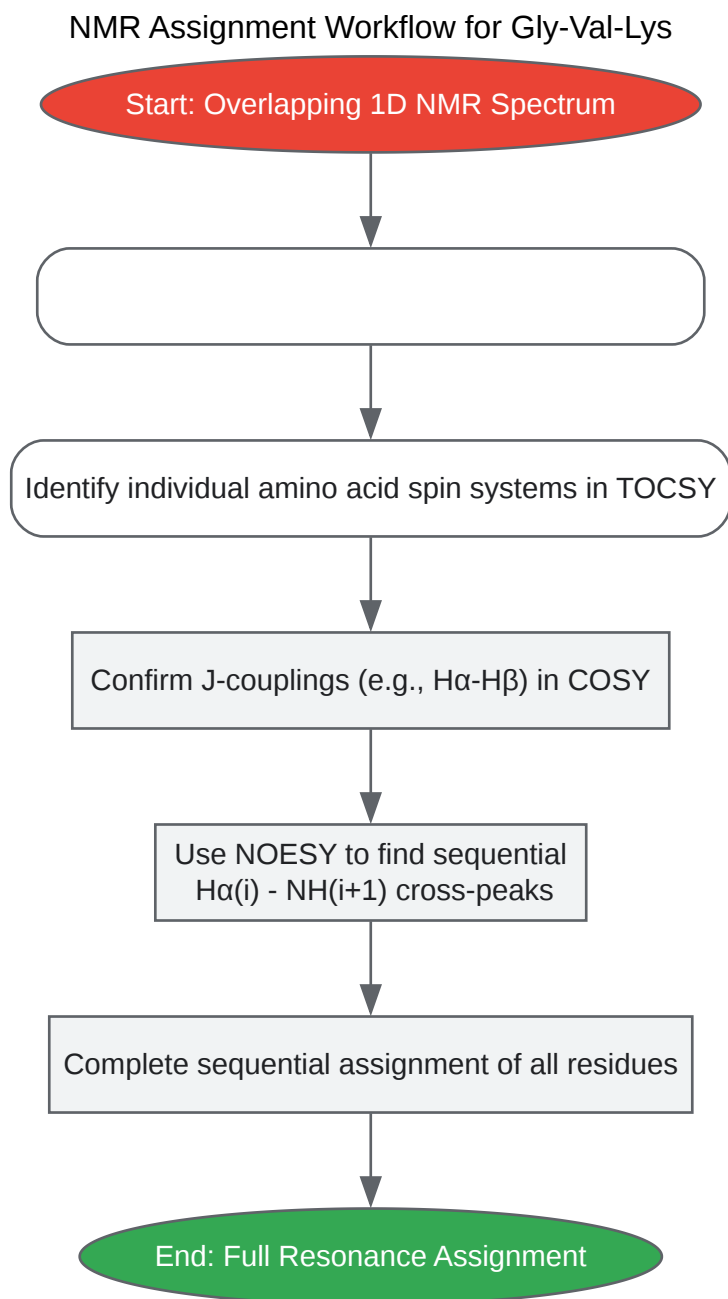 NMR Assignment Workflow for Gly-Val-Lys
Start: Overlapping 1D NMR Spectrum
Identify individual amino acid spin systems in TOCSY
Confirm J-couplings (e.g., Hα-Hβ) in COSY
Use NOESY to find sequential
Hα(i) - NH(i+1) cross-peaks
Complete sequential assignment of all residues
End: Full Resonance Assignment